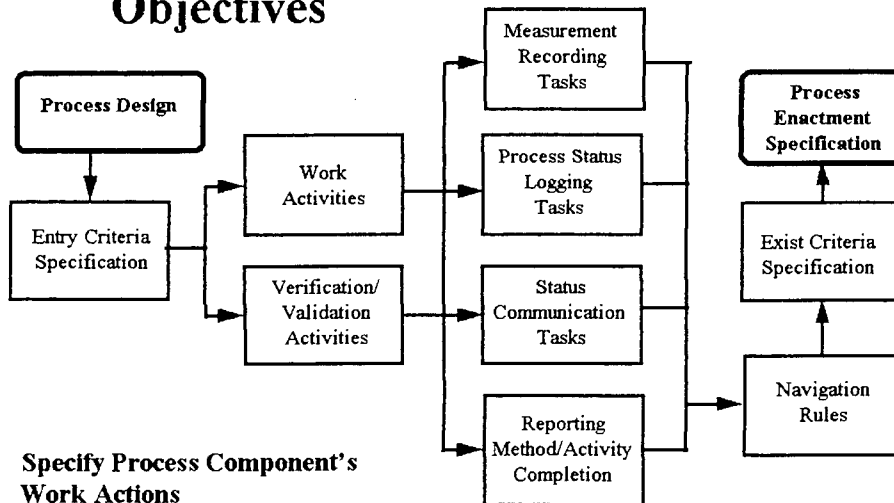 Objectives
Process Design
Entry Criteria
Specification
Work
Activities
Verification/
Validation
Activities
Measurement
Recording
Tasks
Process Status
Logging
Tasks
Status
Communication
Tasks
Reporting
Method/Activity
Completion
Process
Enactment
Specification
Exist Criteria
Specification
Navigation
Rules
Specify Process Component's
Work Actions